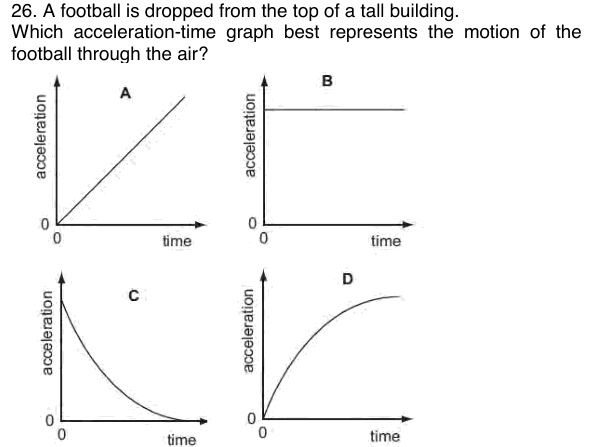 26. A football is dropped from the top of a tall building.
Which acceleration-time graph best represents the motion of the
football through the air?
A
acceleration
0
0
time
B
acceleration
0
0
time
C
acceleration
0
0
time
D
acceleration
0
0
time